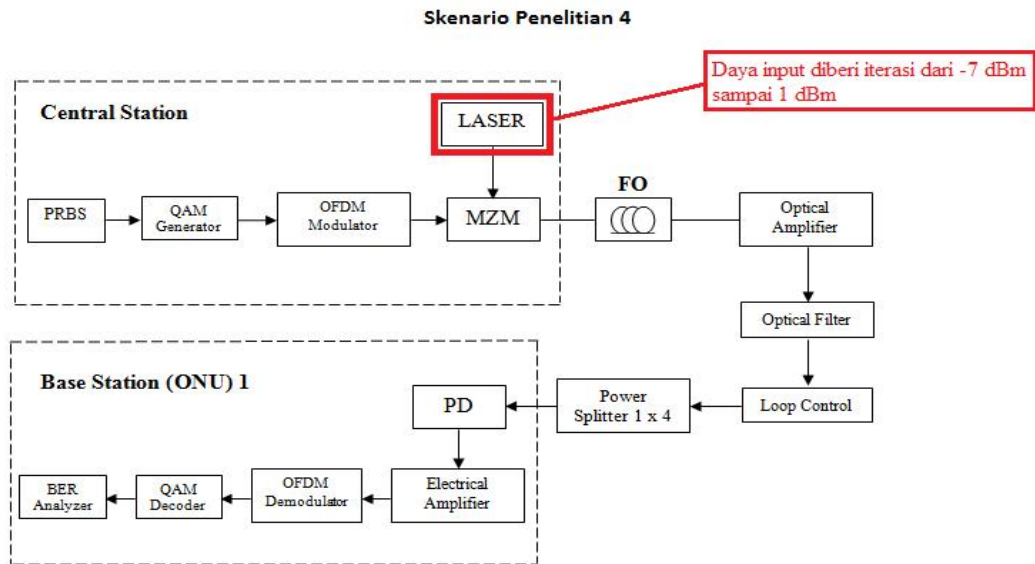 Skenario Penelitian 4
Daya input diberi iterasi dari -7 dBm
sampai 1 dBm
Central Station
LASER
FO
PRBS
QAM
Generator
OFDM
Modulator
MZM
Optical
Amplifier
Optical Filter
Base Station (ONU) 1
PD
Power
Splitter 1 x 4
Loop Control
BER
Analyzer
QAM
Decoder
OFDM
Demodulator
Electrical
Amplifier